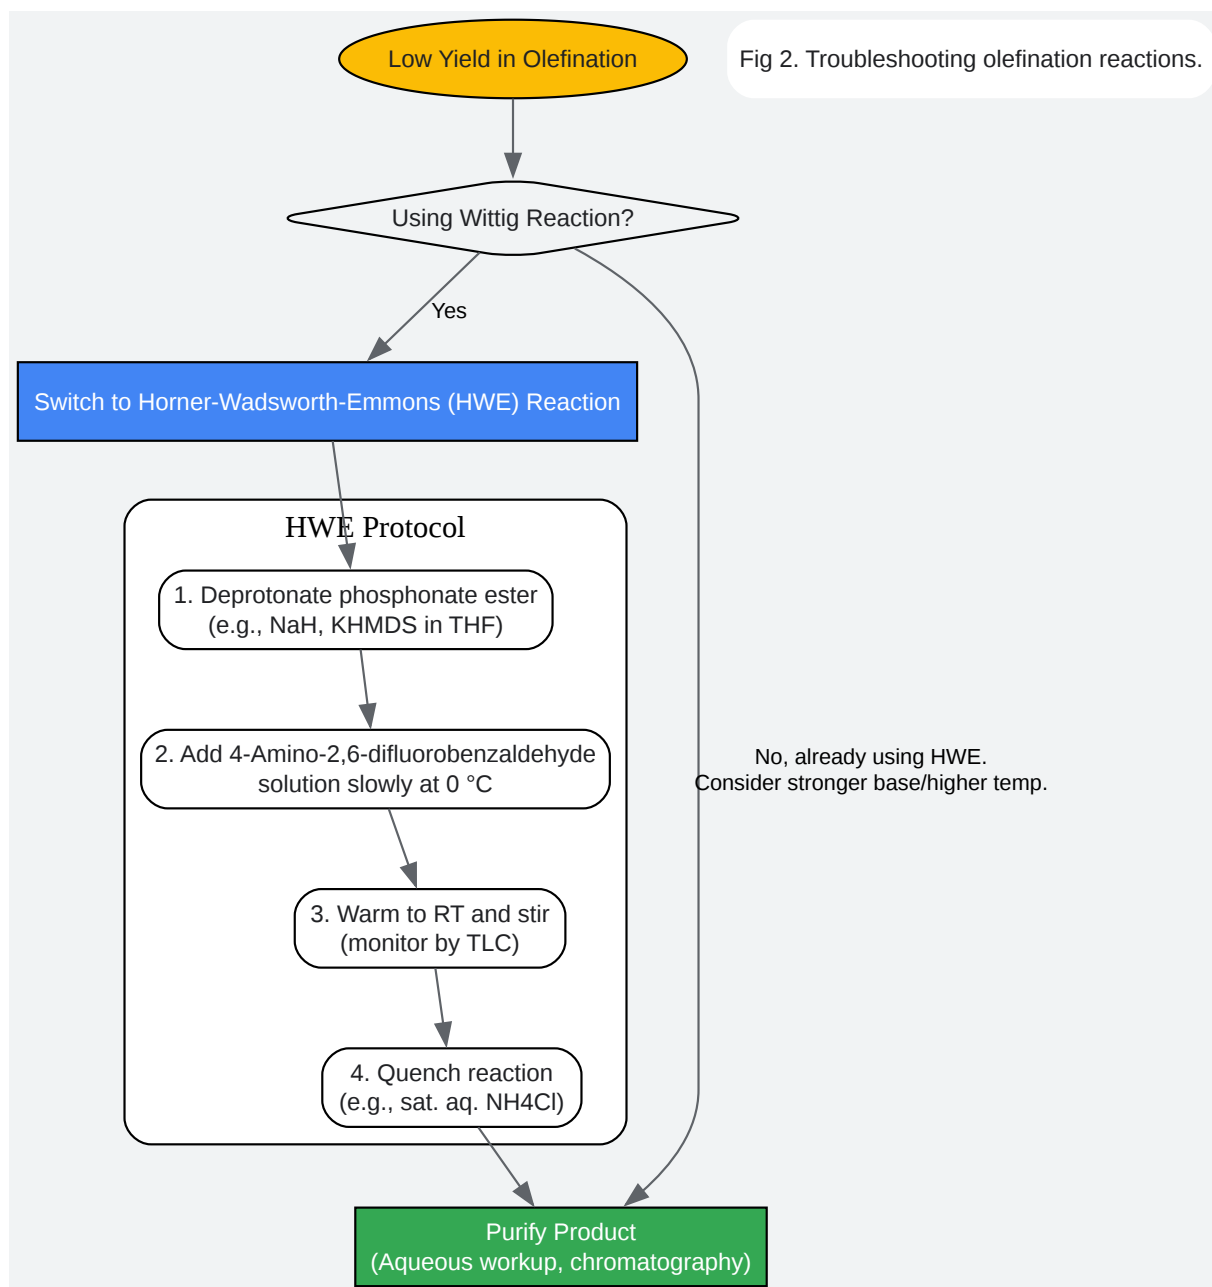 Low Yield in Olefination
Fig 2. Troubleshooting olefination reactions.
Using Wittig Reaction?
Yes
Switch to Horner-Wadsworth-Emmons (HWE) Reaction
HWE Protocol
1. Deprotonate phosphonate ester
(e.g., NaH, KHMDS in THF)
2. Add 4-Amino-2,6-difluorobenzaldehyde
solution slowly at 0 °C
No, already using HWE.
Consider stronger base/higher temp.
3. Warm to RT and stir
(monitor by TLC)
4. Quench reaction
(e.g., sat. aq. NH4Cl)
Purify Product
(Aqueous workup, chromatography)